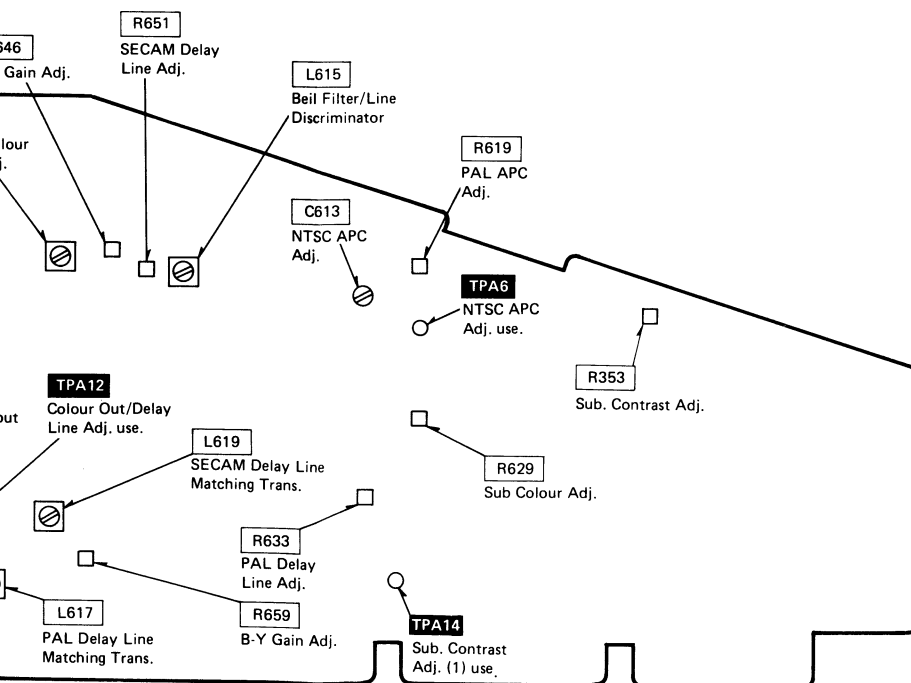 R651
SECAM Delay
Line Adj.
646
Gain Adj.
L615
Beil Filter/Line
Discriminator
lour
j.
R619
PAL APC
Adj.
C613
NTSC APC
Adj.
TPA6
NTSC APC
Adj. use.
R353
Sub. Contrast Adj.
TPA12
Colour Out/Delay
Line Adj. use.
out
L619
SECAM Delay Line
Matching Trans.
R629
Sub Colour Adj.
R633
PAL Delay
Line Adj.
L617
PAL Delay Line
Matching Trans.
R659
B-Y Gain Adj.
TPA14
Sub. Contrast
Adj. (1) use.